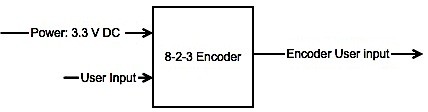 Power: 3.3 V DC
8-2-3 Encoder
Encoder User input
User Input